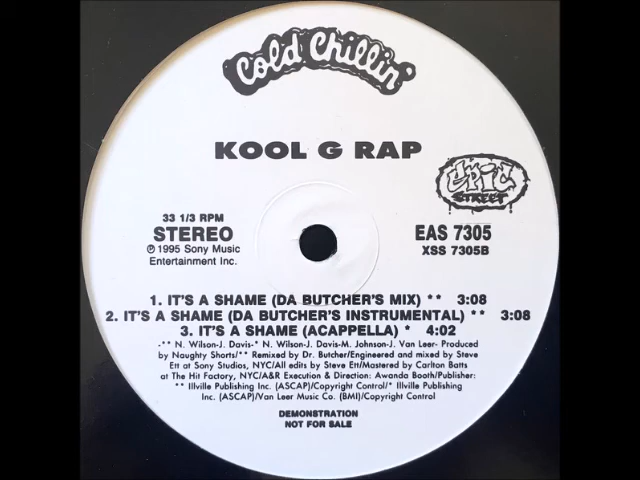 Cold Chillin'
KOOL G RAP
EPIC
STREET
33 1/3 RPM
STEREO
℗ 1995 Sony Music
Entertainment Inc.
EAS 7305
XSS 7305B
1. IT'S A SHAME (DA BUTCHER'S MIX) ** 3:08
2. IT'S A SHAME (DA BUTCHER'S INSTRUMENTAL) ** 3:08
3. IT'S A SHAME (ACAPPELLA) * 4:02
-** N. Wilson-J. Davis-* N. Wilson-J. Davis-M. Johnson-J. Van Leer- Produced
by Naughty Shorts/** Remixed by Dr. Butcher/Engineered and mixed by Steve
Ett at Sony Studios, NYC/All edits by Steve Ett/Mastered by Carlton Batts
at The Hit Factory, NYC/A&R Execution & Direction: Awanda Booth/Publisher:
** Illville Publishing Inc. (ASCAP)/Copyright Control/* Illville Publishing
Inc. (ASCAP)/Van Leer Music Co. (BMI)/Copyright Control
DEMONSTRATION
NOT FOR SALE